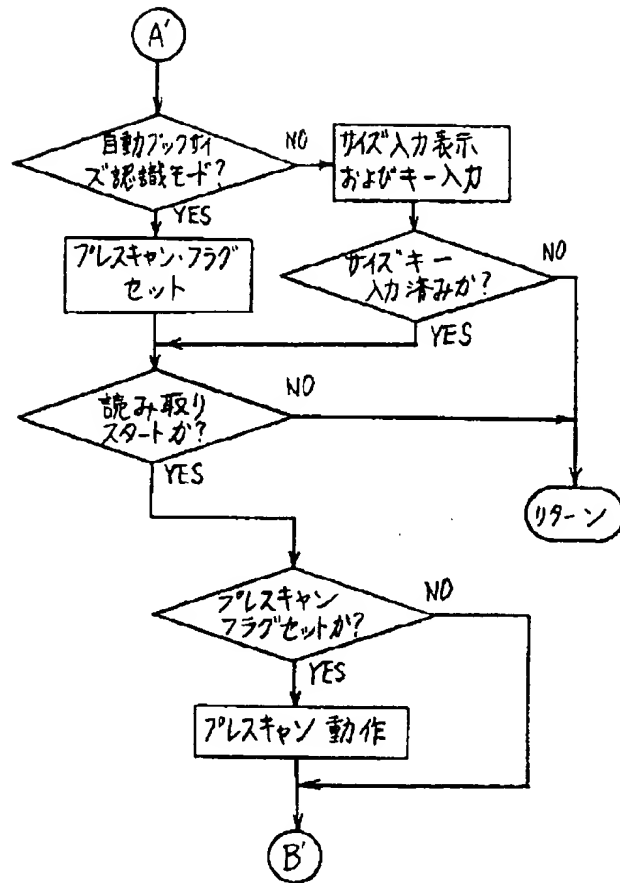 A'
自動ブックサイ
ズ認識モード?
NO
サイズ入力表示
およびキー入力
YES
プレスキャン・フラグ
セット
サイズキー
入力済みか?
NO
YES
読み取り
スタートか?
NO
YES
リターン
プレスキャン
フラグセットか?
NO
YES
プレスキャン動作
B'